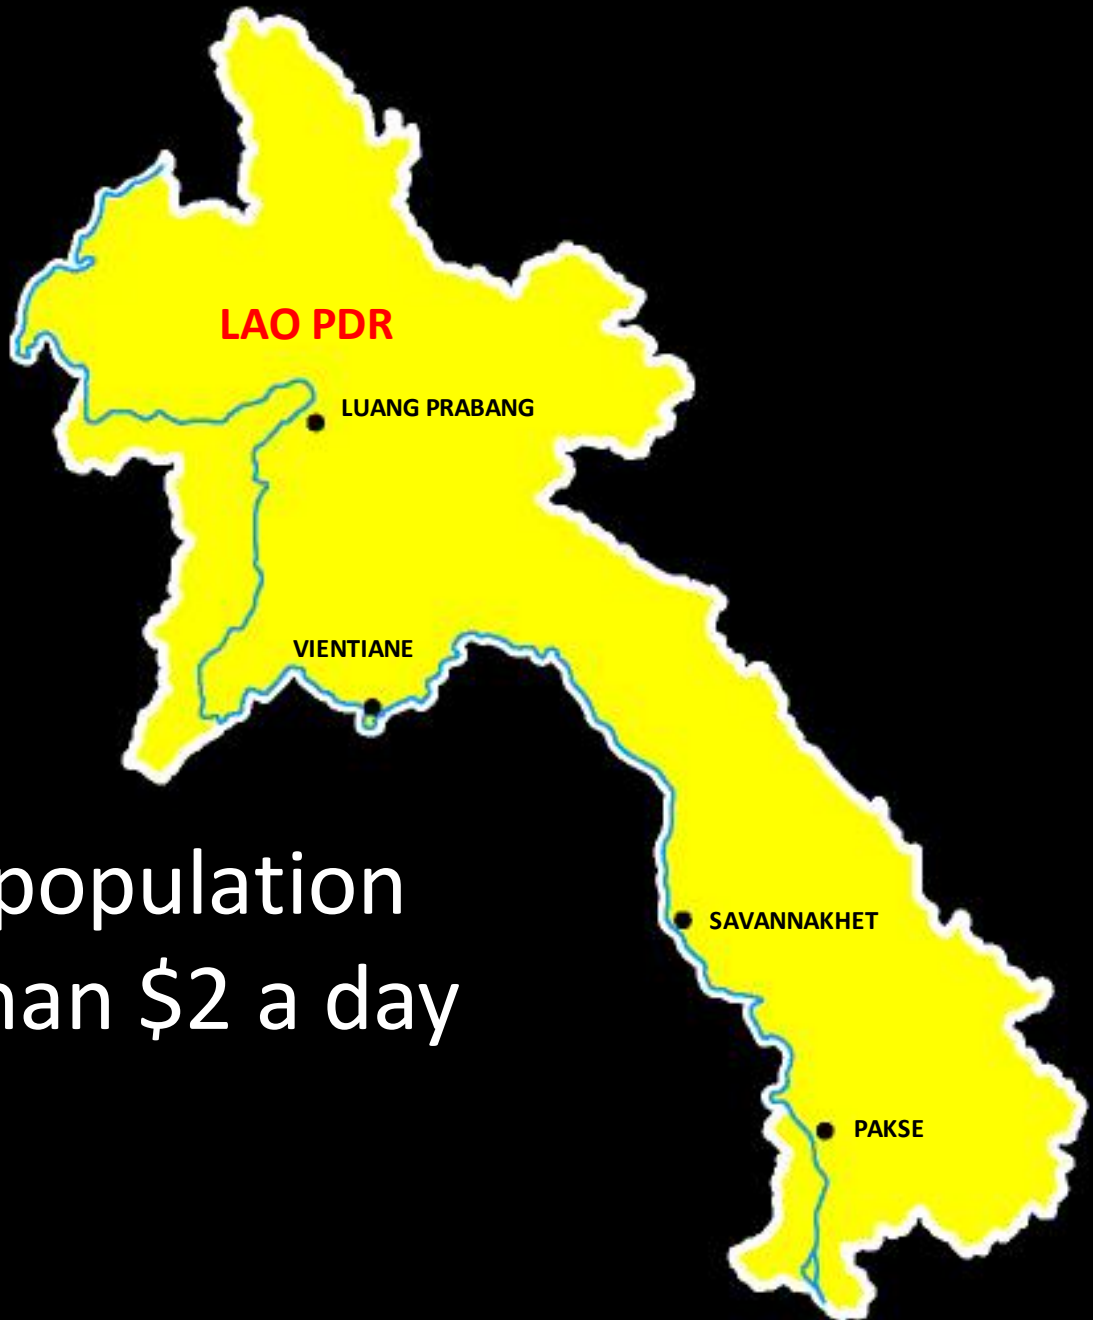 LAO PDR
LUANG PRABANG
VIENTIANE
population
han $2 a day
SAVANNAKHET
PAKSE